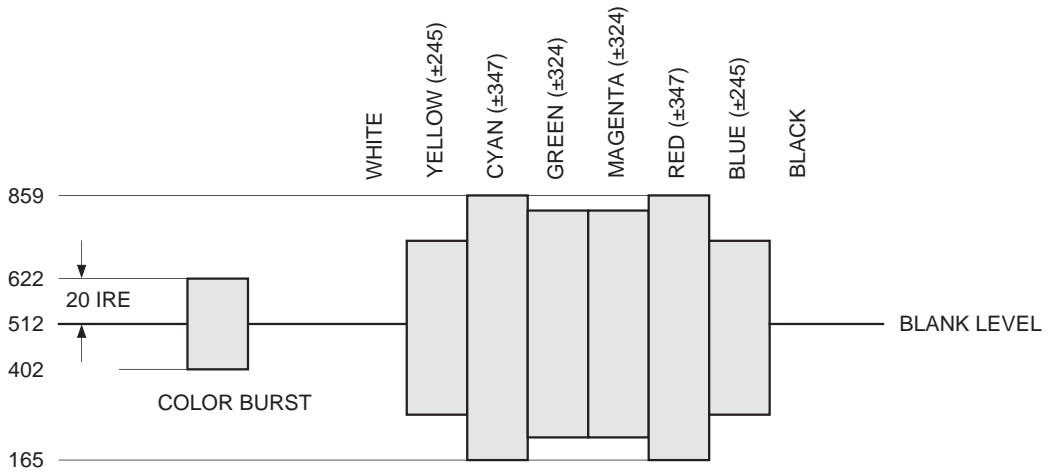 WHITE
YELLOW (±245)
CYAN (±347)
GREEN (±324)
MAGENTA (±324)
RED (±347)
BLUE (±245)
BLACK
859
622
20 IRE
512
BLANK LEVEL
402
COLOR BURST
165